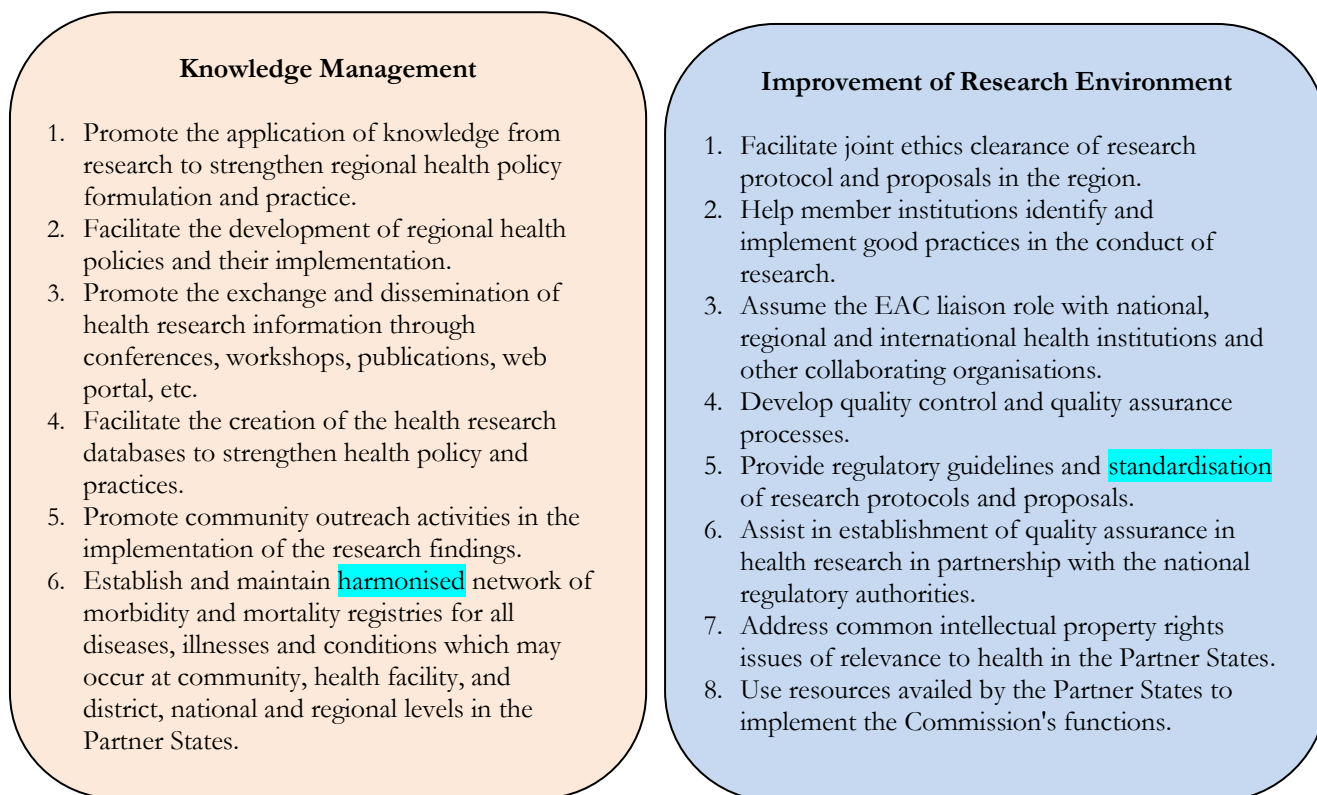 Knowledge Management
1. Promote the application of knowledge from
research to strengthen regional health policy
formulation and practice.
2. Facilitate the development of regional health
policies and their implementation.
3. Promote the exchange and dissemination of
health research information through
conferences, workshops, publications, web
portal, etc.
4. Facilitate the creation of the health research
databases to strengthen health policy and
practices.
5. Promote community outreach activities in the
implementation of the research findings.
6. Establish and maintain harmonised network of
morbidity and mortality registries for all
diseases, illnesses and conditions which may
occur at community, health facility, and
district, national and regional levels in the
Partner States.
Improvement of Research Environment
1. Facilitate joint ethics clearance of research
protocol and proposals in the region.
2. Help member institutions identify and
implement good practices in the conduct of
research.
3. Assume the EAC liaison role with national,
regional and international health institutions and
other collaborating organisations.
4. Develop quality control and quality assurance
processes.
5. Provide regulatory guidelines and standardisation
of research protocols and proposals.
6. Assist in establishment of quality assurance in
health research in partnership with the national
regulatory authorities.
7. Address common intellectual property rights
issues of relevance to health in the Partner States.
8. Use resources availed by the Partner States to
implement the Commission's functions.